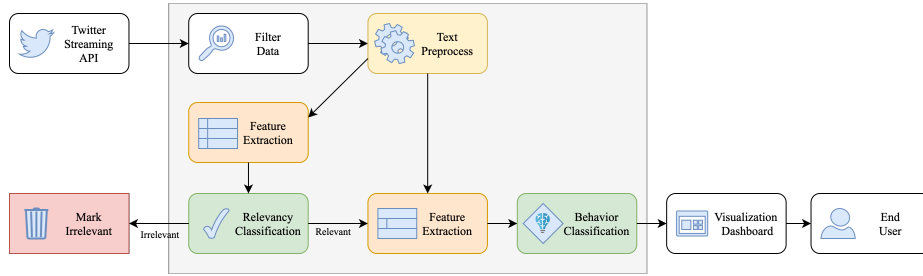 Twitter
Streaming
API
Filter
Data
Text
Preprocess
Feature
Extraction
Mark
Irrelevant
Irrelevant
Relevancy
Classification
Relevant
Feature
Extraction
Behavior
Classification
Visualization
Dashboard
End
User